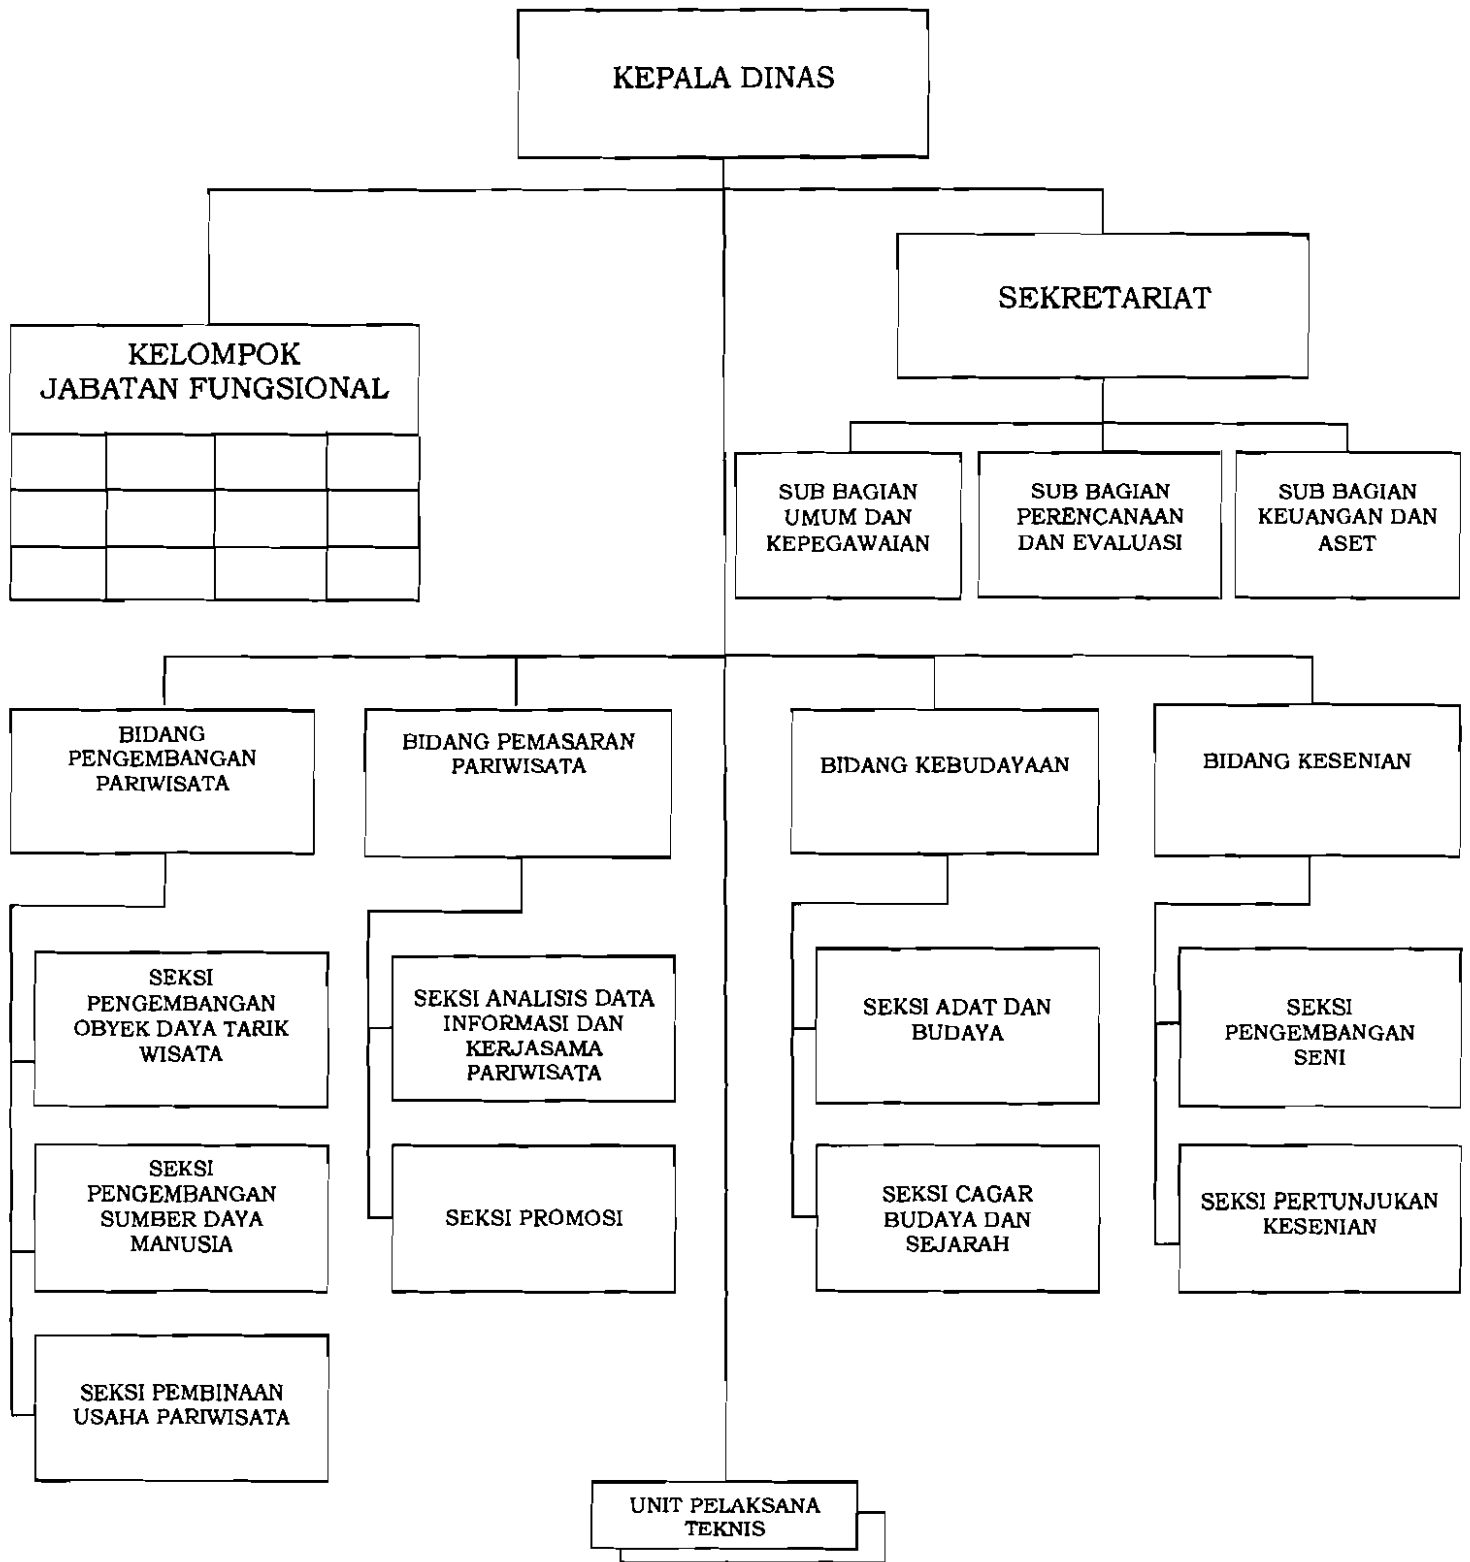 KEPALA DINAS
SEKRETARIAT
KELOMPOK
JABATAN FUNGSIONAL
SUB BAGIAN
UMUM DAN
KEPEGAWAIAN
SUB BAGIAN
PERENCANAAN
DAN EVALUASI
SUB BAGIAN
KEUANGAN DAN
ASET
BIDANG
PENGEMBANGAN
PARIWISATA
BIDANG PEMASARAN
PARIWISATA
BIDANG KEBUDAYAAN
BIDANG KESENIAN
SEKSI
PENGEMBANGAN
OBYEK DAYA TARIK
WISATA
SEKSI ANALISIS DATA
INFORMASI DAN
KERJASAMA
PARIWISATA
SEKSI ADAT DAN
BUDAYA
SEKSI
PENGEMBANGAN
SENI
SEKSI
PENGEMBANGAN
SUMBER DAYA
MANUSIA
SEKSI PROMOSI
SEKSI CAGAR
BUDAYA DAN
SEJARAH
SEKSI PERTUNJUKAN
KESENIAN
SEKSI PEMBINAAN
USAHA PARIWISATA
UNIT PELAKSANA
TEKNIS